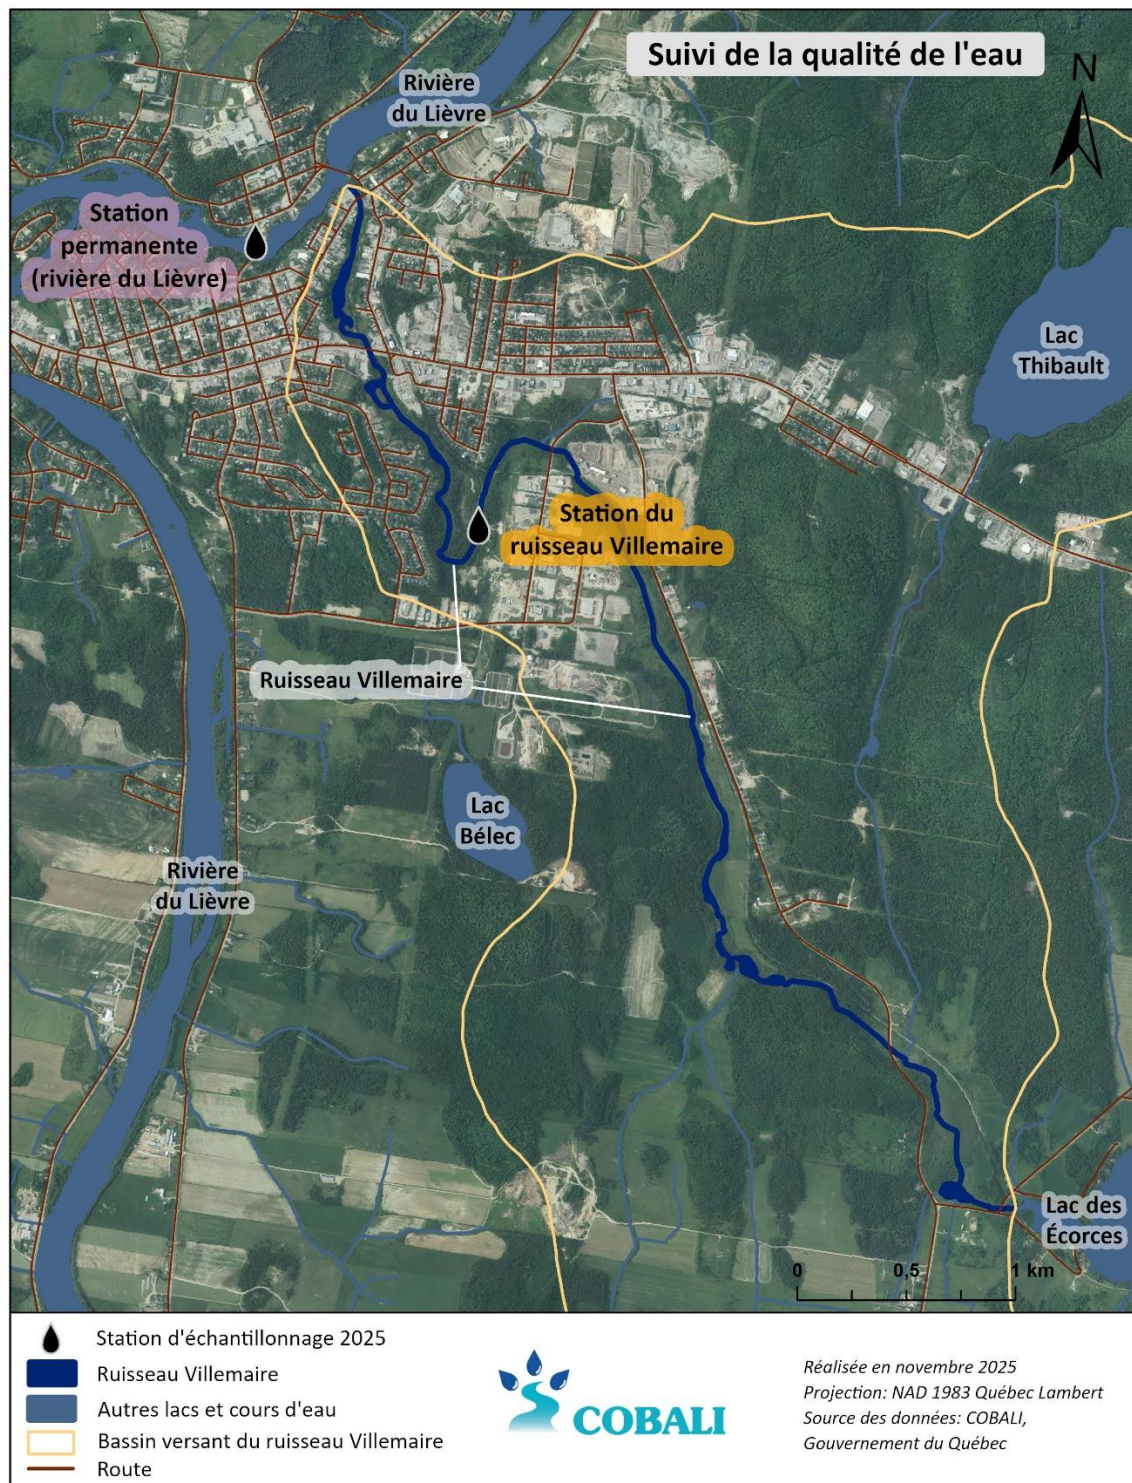 Suivi de la qualité de l'eau
N
Rivière
du Lièvre
Station
permanente
(rivière du Lièvre)
Lac
Thibault
Station du
ruisseau Villemaire
Ruisseau Villemaire
Lac
Bélec
Rivière
du Lièvre
Lac des
Écorces
0 0,5 1 km
Station d'échantillonnage 2025
Ruisseau Villemaire
Autres lacs et cours d'eau
Bassin versant du ruisseau Villemaire
Route
COBALI
Réalisée en novembre 2025
Projection: NAD 1983 Québec Lambert
Source des données: COBALI,
Gouvernement du Québec